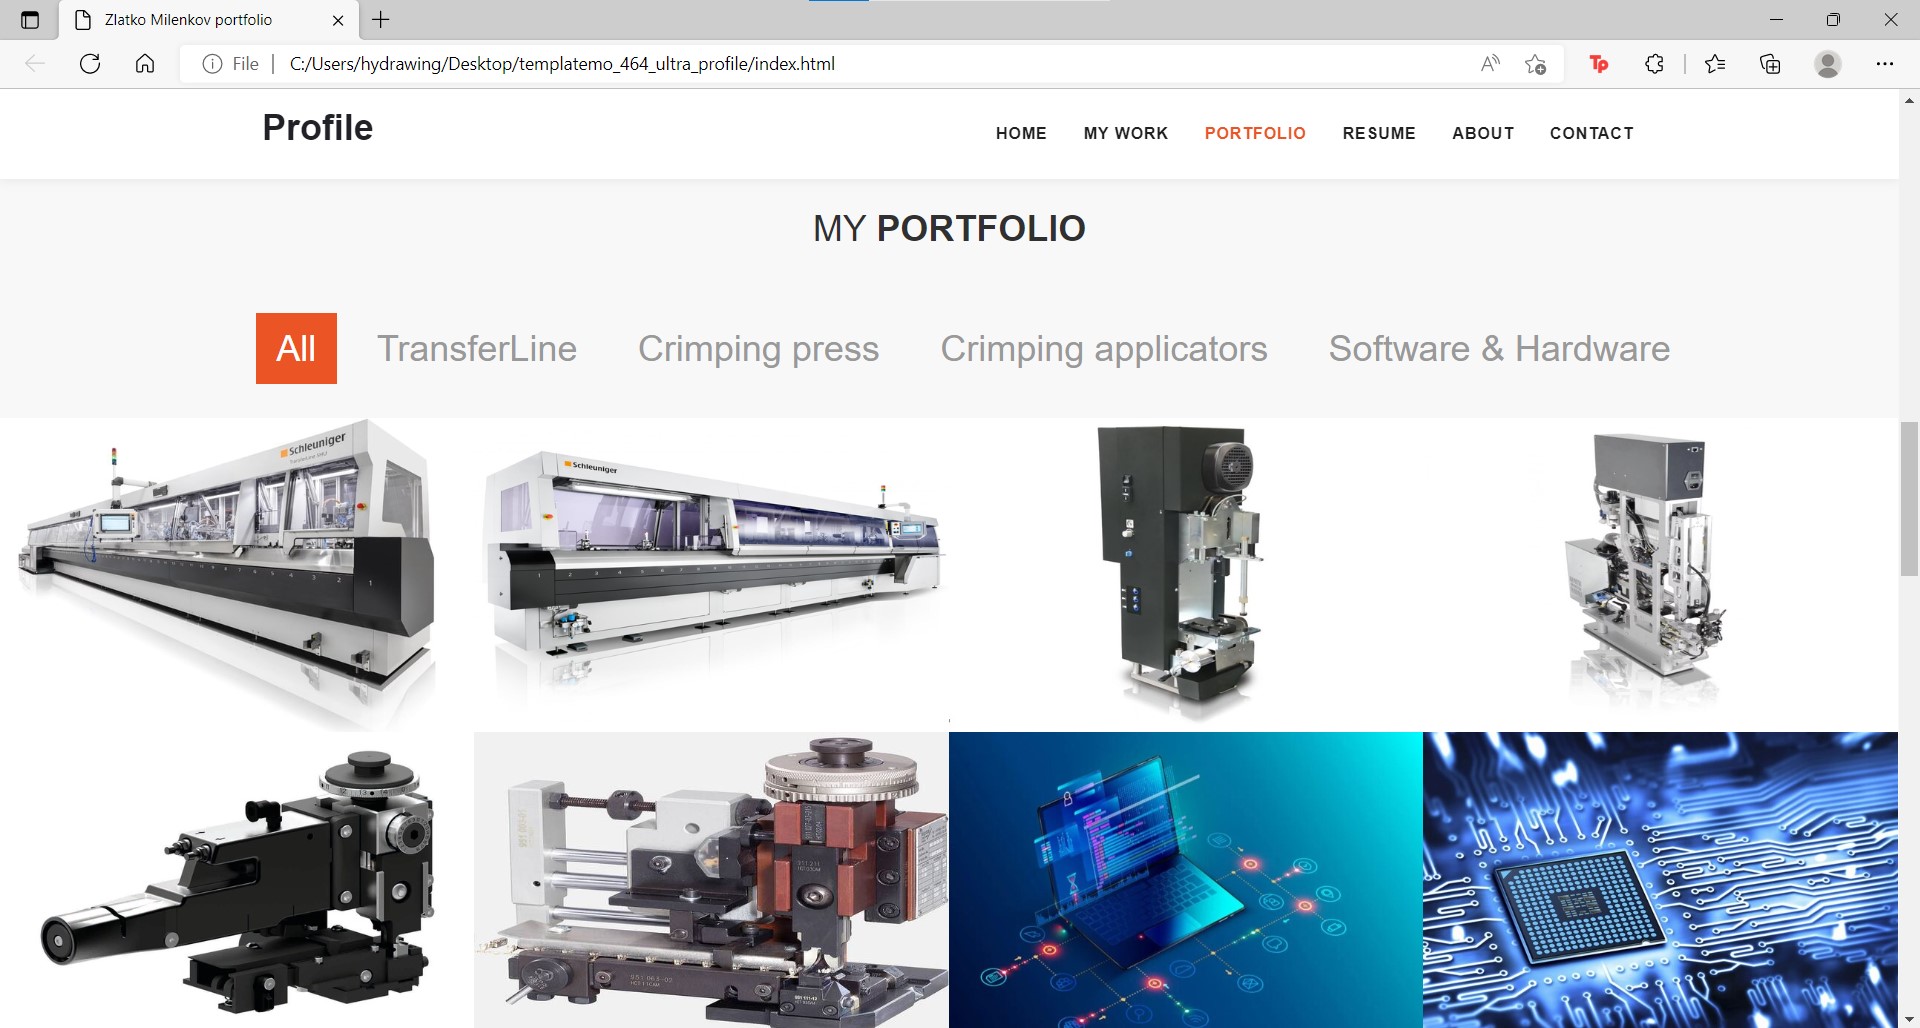 Zlatko Milenkov portfolio
File
C:/Users/hydrawing/Desktop/templatemo_464_ultra_profile/index.html
Profile
HOME MY WORK PORTFOLIO RESUME ABOUT CONTACT
MY PORTFOLIO
All TransferLine Crimping press Crimping applicators Software & Hardware
Schleuniger
Schleuniger